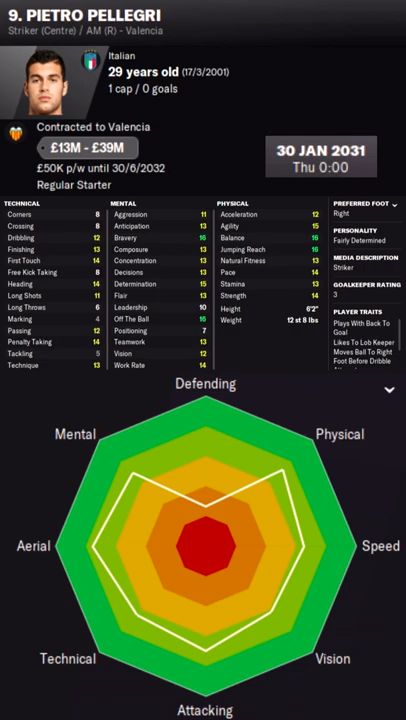 9. PIETRO PELLEGRI
Striker (Centre) / AM (R) - Valencia
Italian
29 years old (17/3/2001)
1 cap / 0 goals
Contracted to Valencia
£13M - £39M
£50K p/w until 30/6/2032
Regular Starter
30 JAN 2031
Thu 0:00
TECHNICAL
Corners 8
Crossing 8
Dribbling 12
Finishing 13
First Touch 14
Free Kick Taking 8
Heading 14
Long Shots 11
Long Throws 6
Marking 4
Passing 12
Penalty Taking 14
Tackling 5
Technique 13
MENTAL
Aggression 11
Anticipation 13
Bravery 16
Composure 13
Concentration 13
Decisions 13
Determination 15
Flair 13
Leadership 10
Off The Ball 16
Positioning 7
Teamwork 13
Vision 12
Work Rate 14
PHYSICAL
Acceleration 12
Agility 15
Balance 16
Jumping Reach 16
Natural Fitness 13
Pace 14
Stamina 13
Strength 14
Height 6'2"
Weight 12 st 8 lbs
PREFERRED FOOT
Right
PERSONALITY
Fairly Determined
MEDIA DESCRIPTION
Striker
GOALKEEPER RATING
3
PLAYER TRAITS
Plays With Back To
Goal
Likes To Lob Keeper
Moves Ball To Right
Foot Before Dribble
Defending
Mental
Physical
Aerial
Speed
Technical
Vision
Attacking